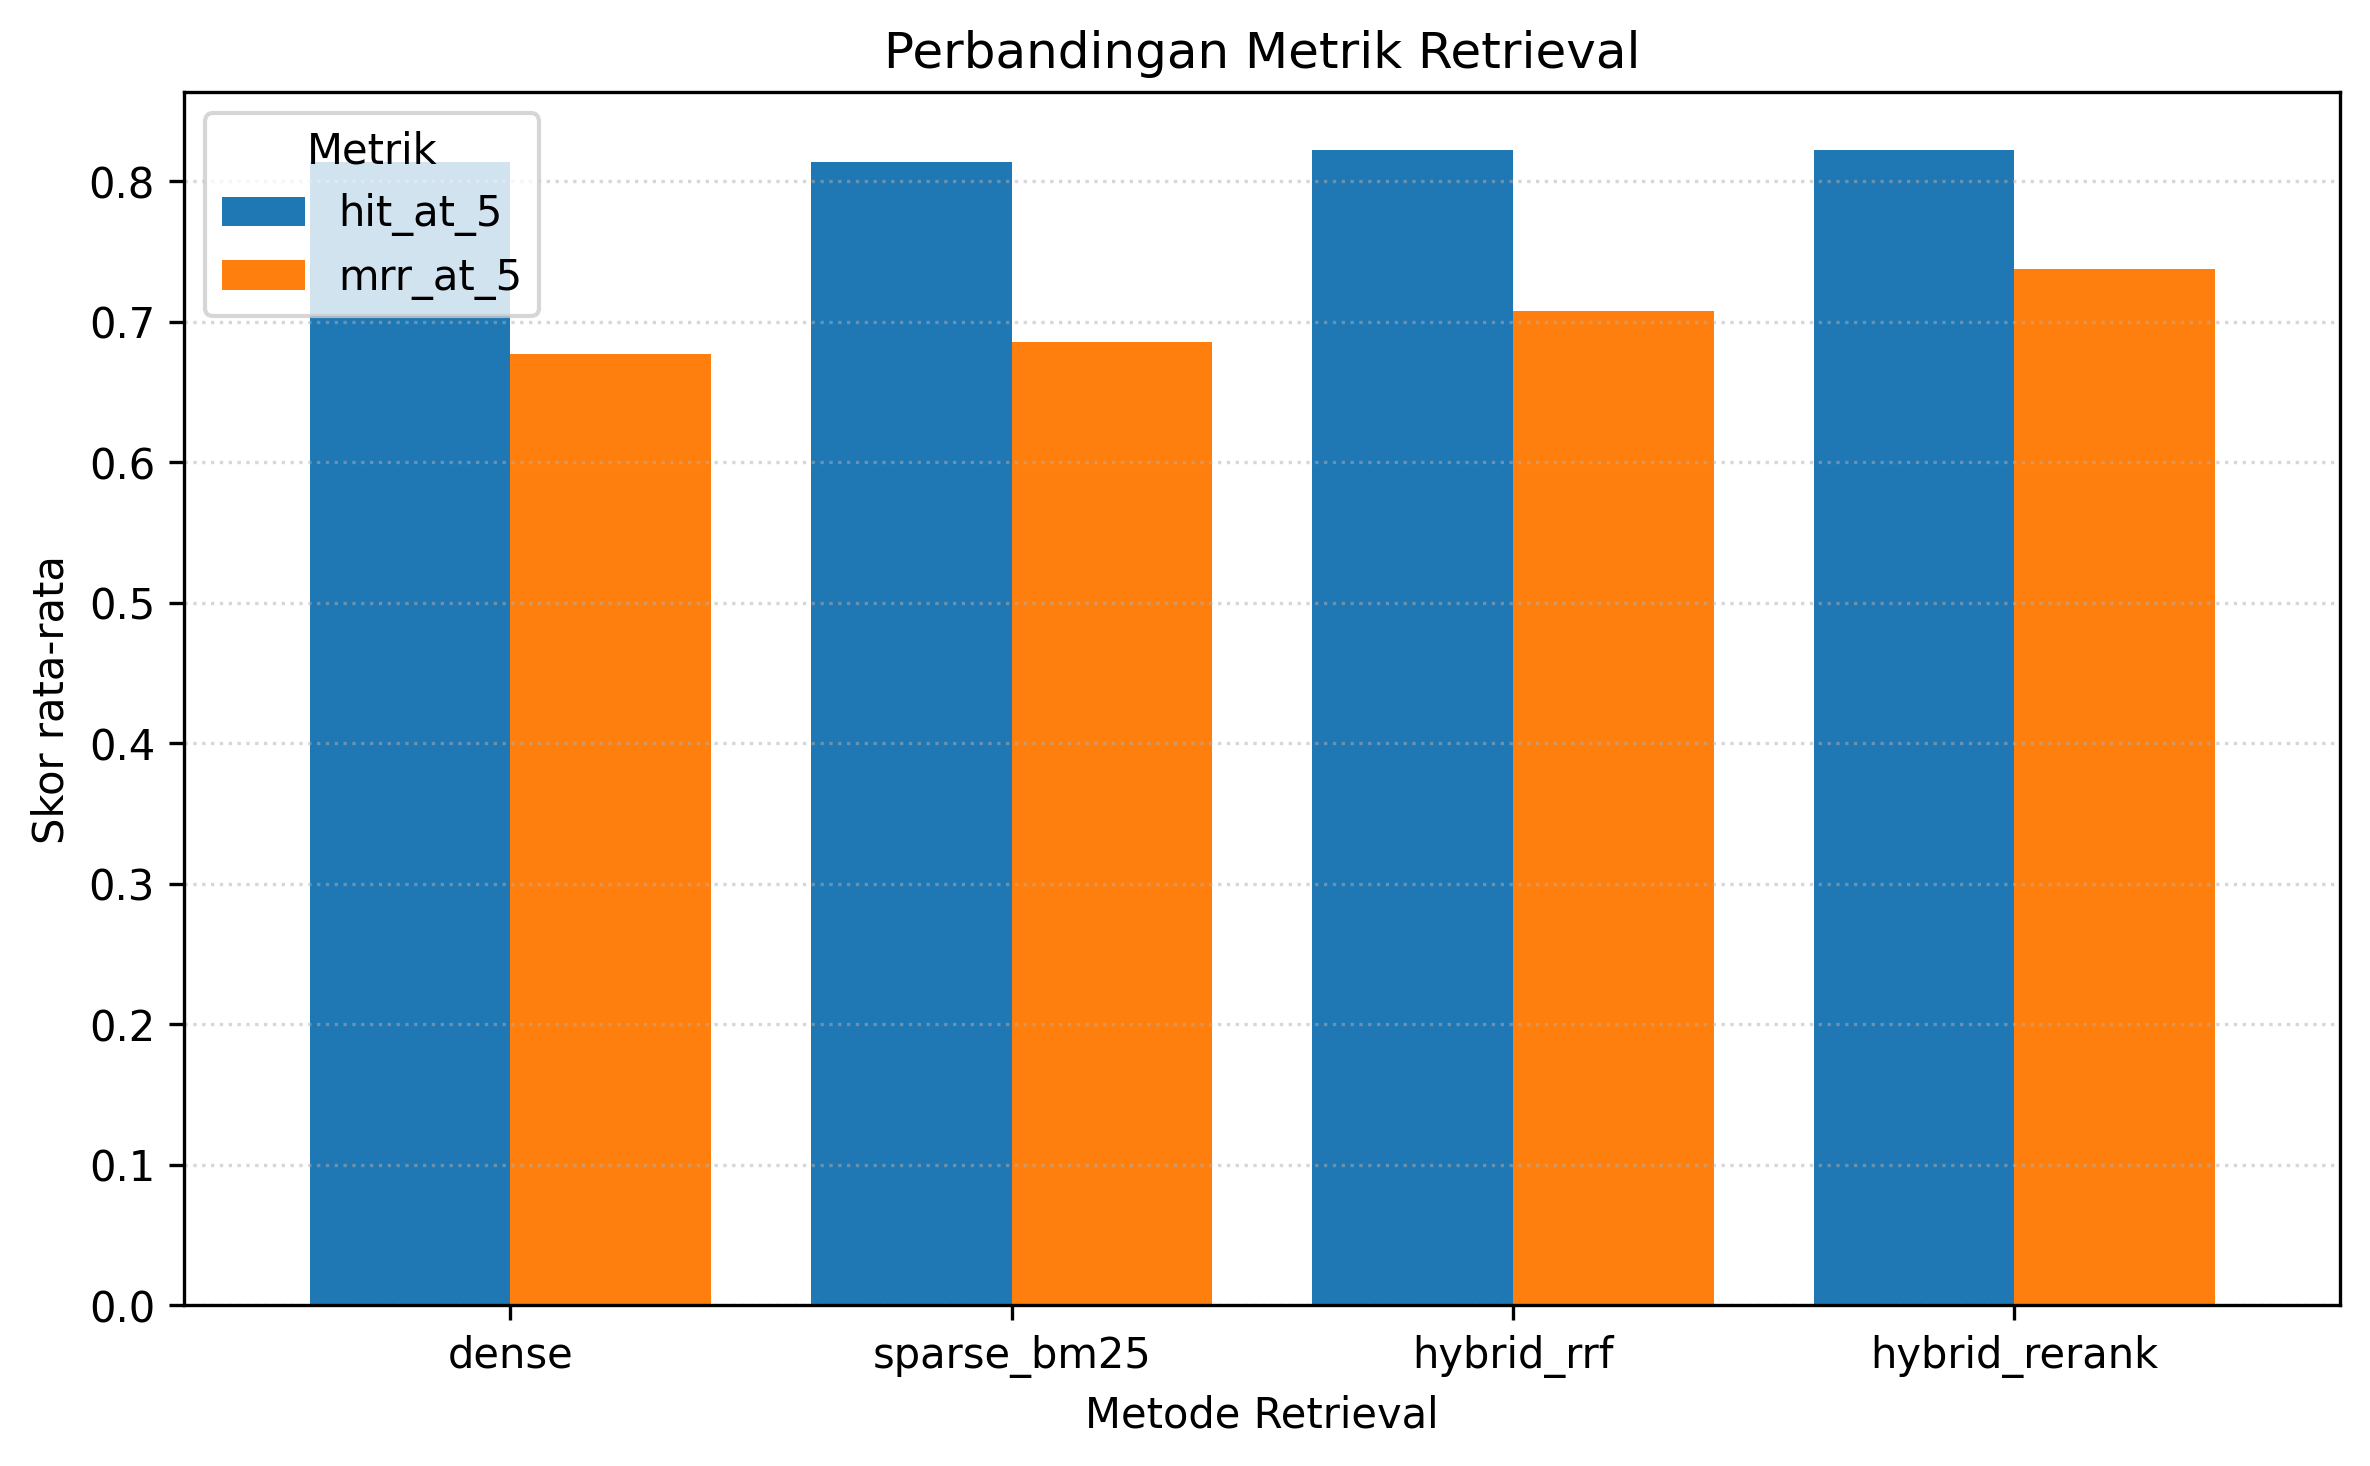 Perbandingan Metrik Retrieval
Metrik
hit_at_5
mrr_at_5
Skor rata-rata
0.8
0.7
0.6
0.5
0.4
0.3
0.2
0.1
0.0
dense
sparse_bm25
hybrid_rrf
hybrid_rerank
Metode Retrieval